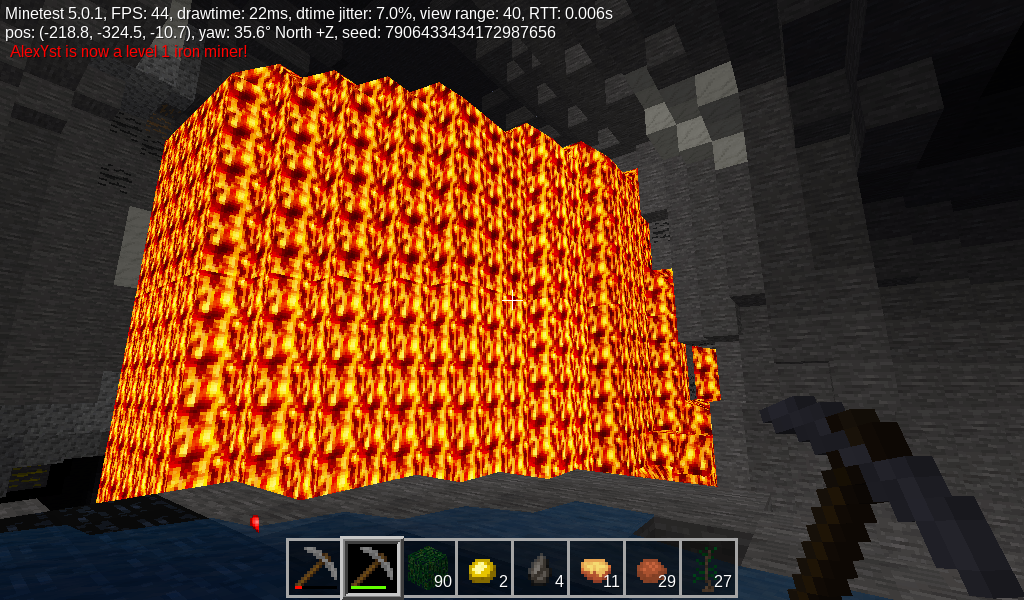 Minetest 5.0.1, FPS: 44, drawtime: 22ms, dtime jitter: 7.0%, view range: 40, RTT: 0.006s
pos: (-218.8, -324.5, -10.7), yaw: 35.6° North +Z, seed: 7906433434172987656
AlexYst is now a level 1 iron miner!
90 2 4 11 29 27